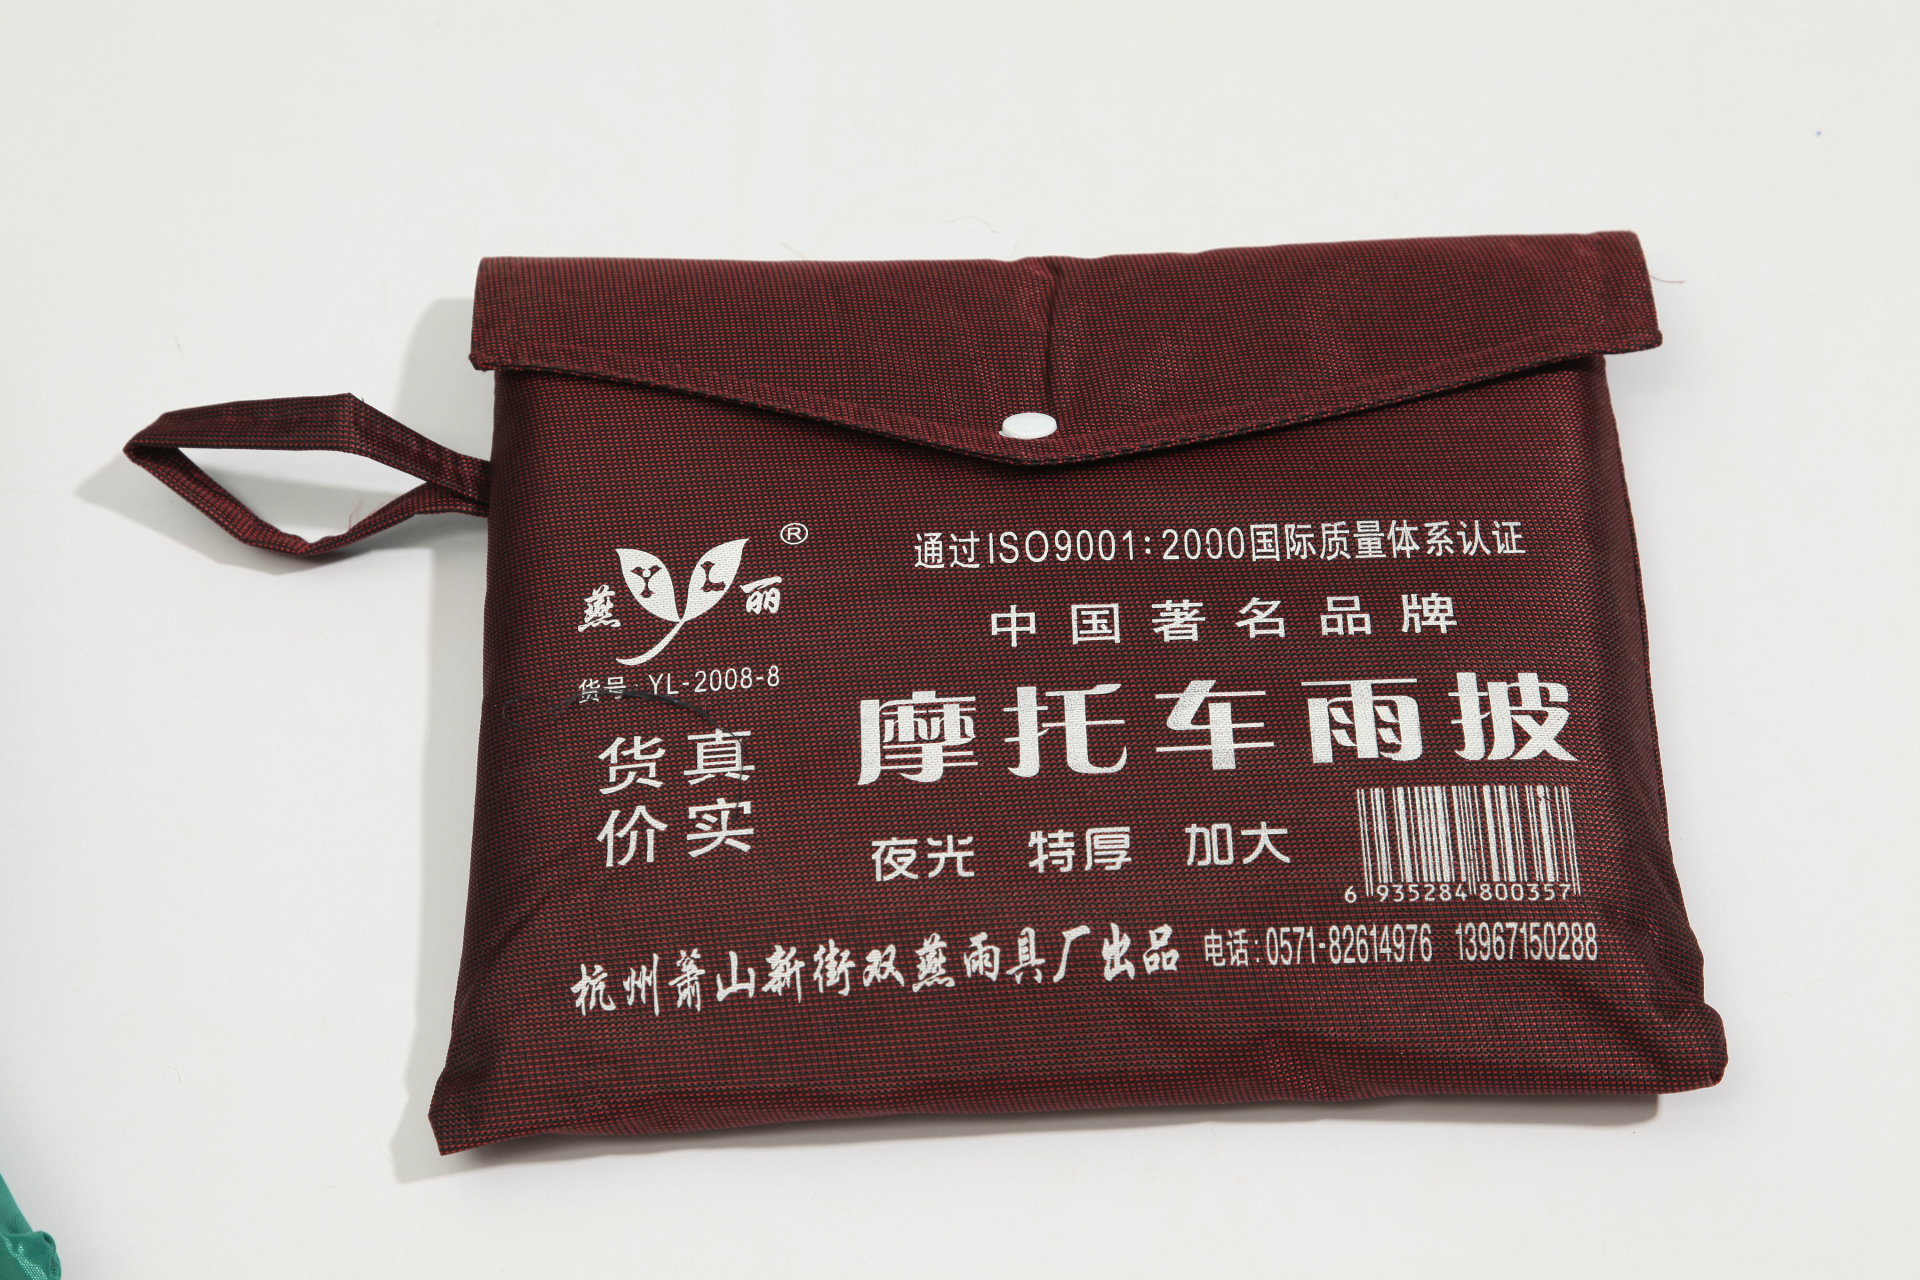 燕 YL 丽 ®
货号：YL-2008-8
货真
价实
通过ISO9001:2000国际质量体系认证
中国著名品牌
摩托车雨披
夜光 特厚 加大
6 935284 800357
杭州萧山新街双燕雨具厂出品 电话:0571-82614976 13967150288